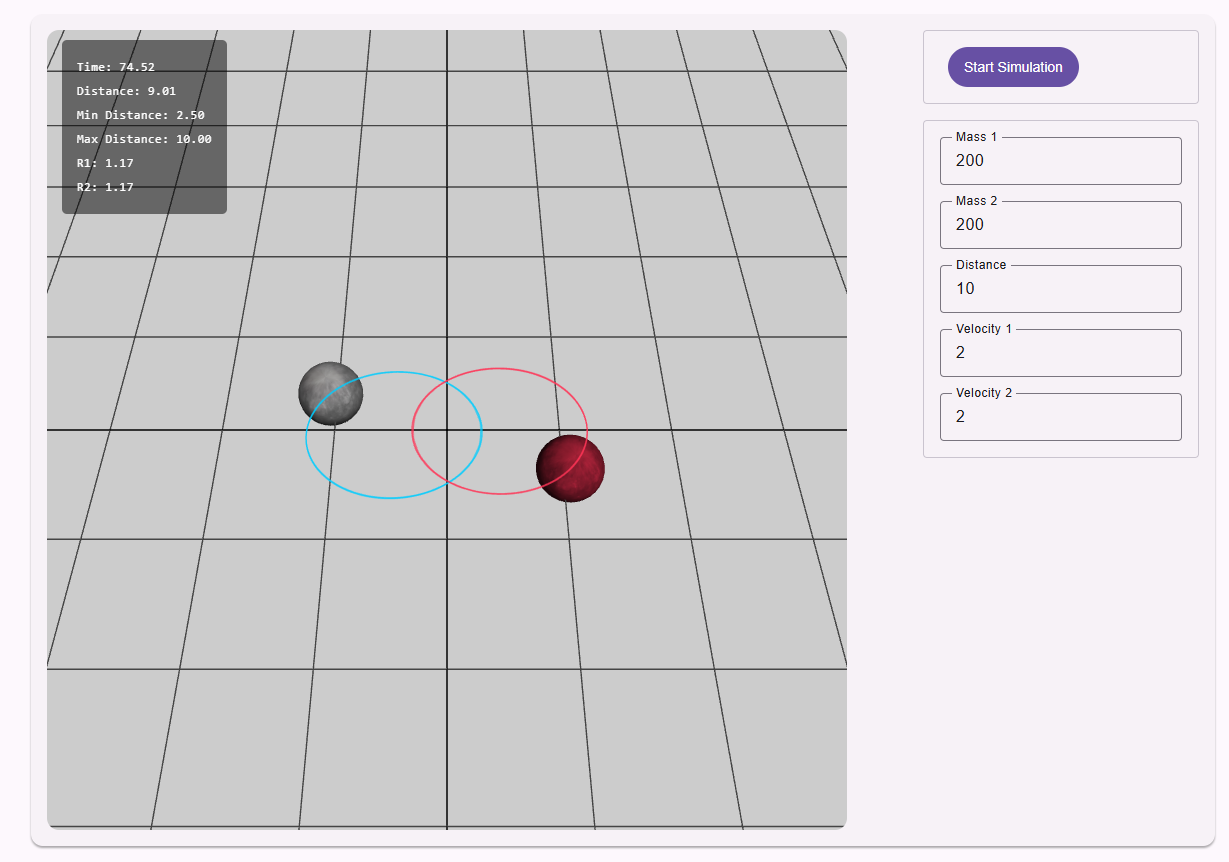 Time: 74.52
Distance: 9.01
Min Distance: 2.50
Max Distance: 10.00
R1: 1.17
R2: 1.17
Start Simulation
Mass 1
200
Mass 2
200
Distance
10
Velocity 1
2
Velocity 2
2